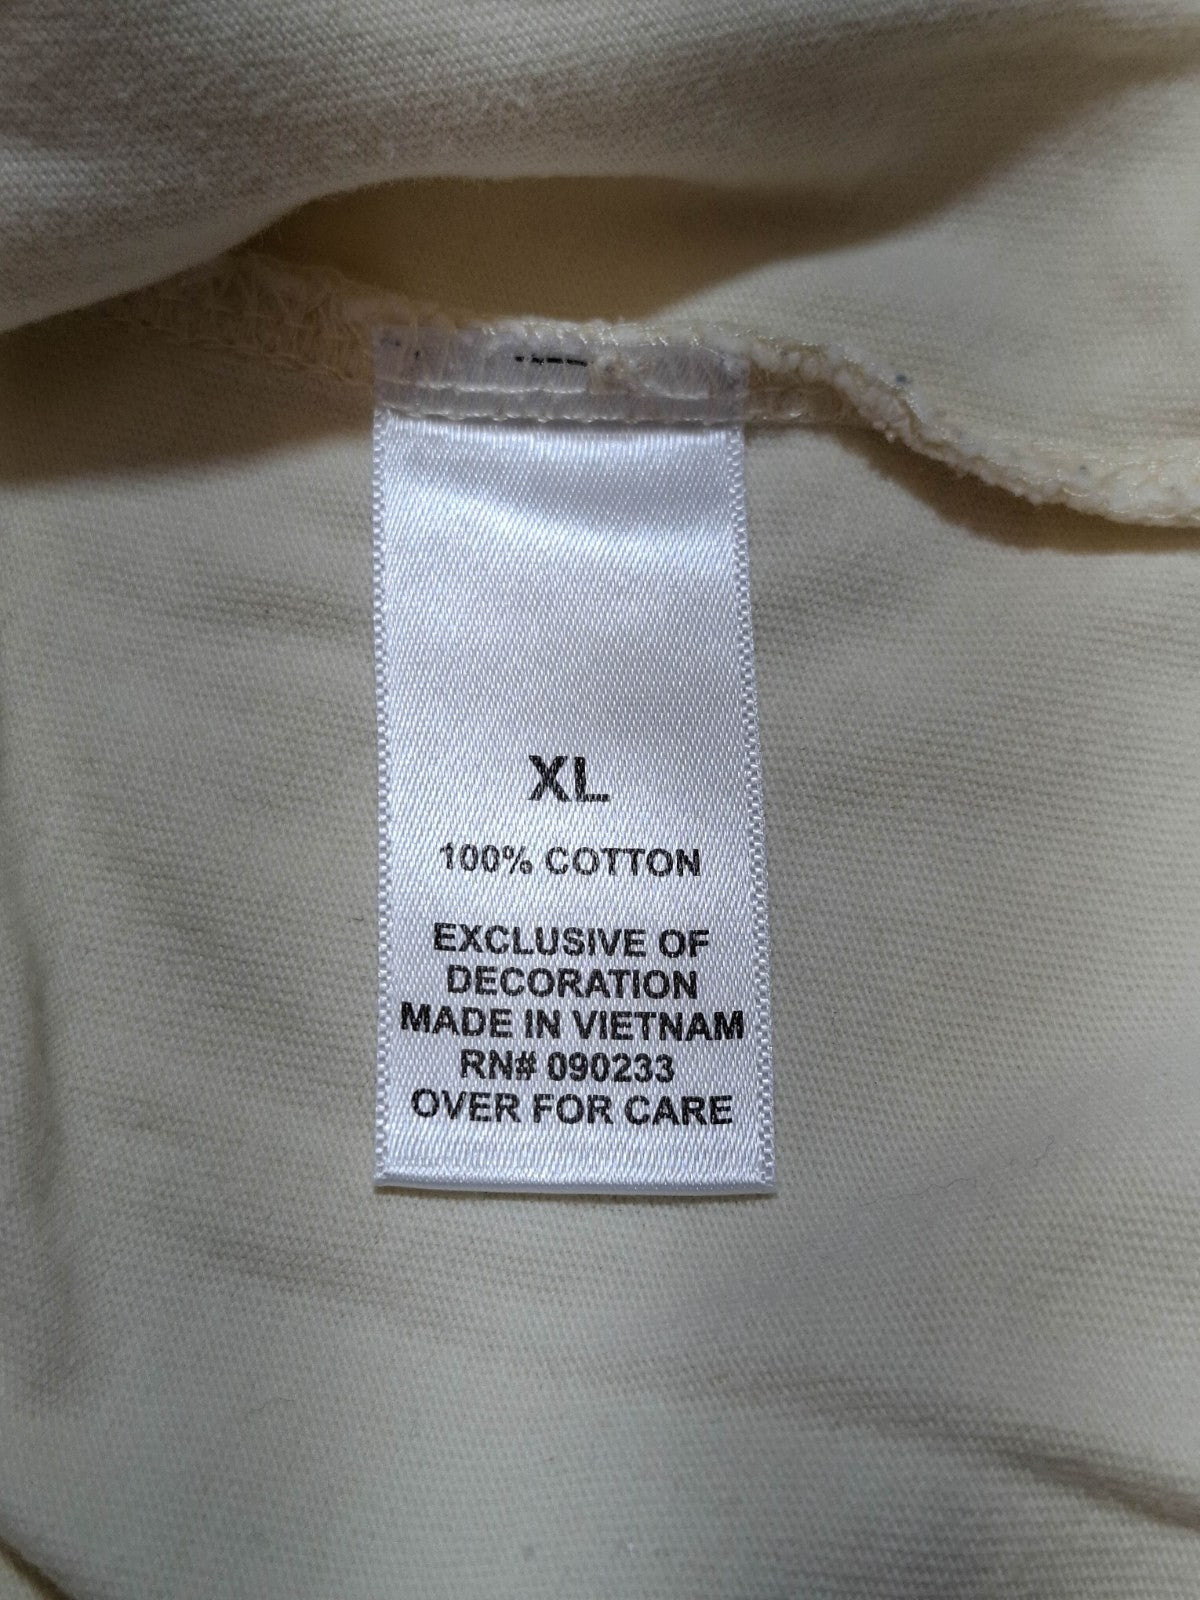 XL
100% COTTON
EXCLUSIVE OF
DECORATION
MADE IN VIETNAM
RN# 090233
OVER FOR CARE